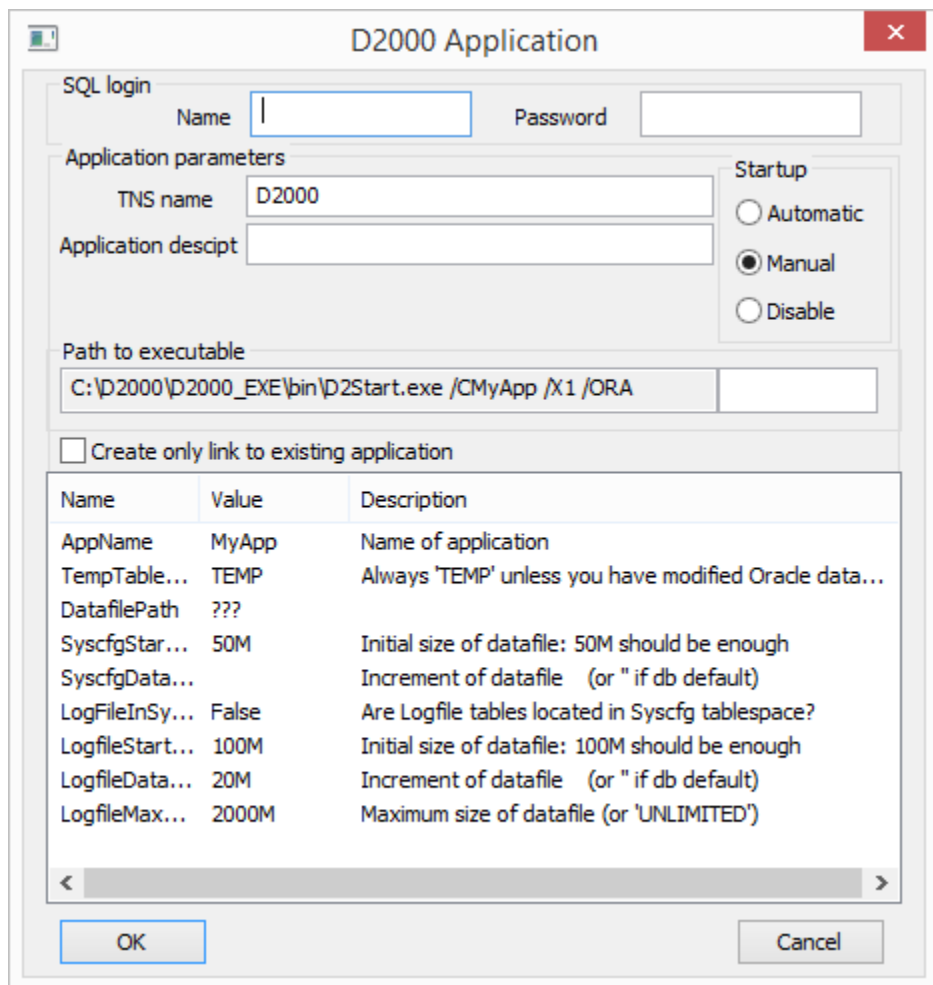 D2000 Application
SQL login
Name Password
Application parameters
TNS name D2000
Application descipt
Startup
Automatic
Manual
Disable
Path to executable
C:\D2000\D2000_EXE\bin\D2Start.exe /CMyApp /X1 /ORA
Create only link to existing application
Name Value Description
AppName MyApp Name of application
TempTable... TEMP Always 'TEMP' unless you have modified Oracle data...
DatafilePath ???
SyscfgStar... 50M Initial size of datafile: 50M should be enough
SyscfgData... Increment of datafile (or '' if db default)
LogFileInSy... False Are Logfile tables located in Syscfg tablespace?
LogfileStart... 100M Initial size of datafile: 100M should be enough
LogfileData... 20M Increment of datafile (or '' if db default)
LogfileMax... 2000M Maximum size of datafile (or 'UNLIMITED')
OK Cancel